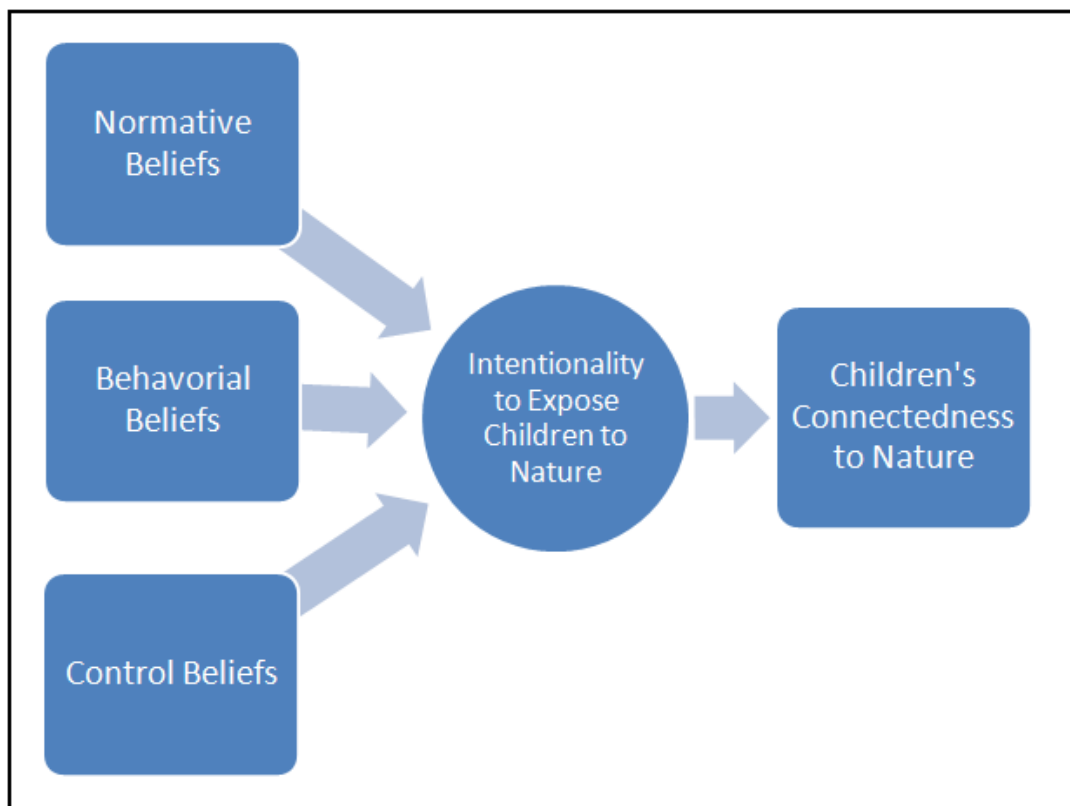 Normative
Beliefs
Behavorial
Beliefs
Control Beliefs
Intentionality
to Expose
Children to
Nature
Children's
Connectedness
to Nature